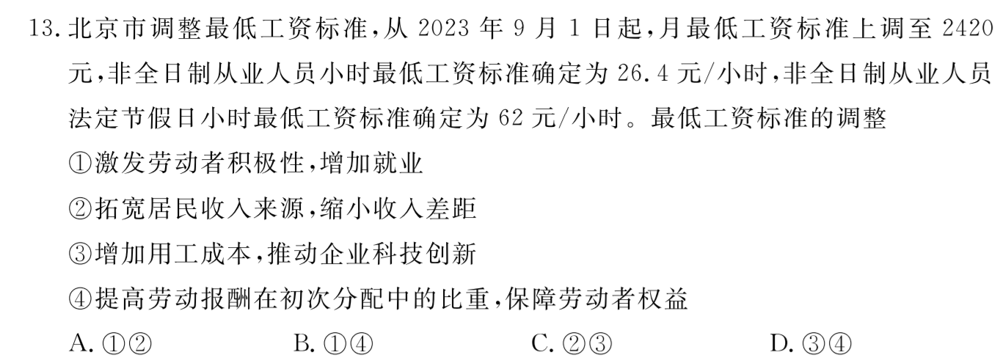 13. 北京市调整最低工资标准,从 2023 年 9 月 1 日起,月最低工资标准上调至 2420
元,非全日制从业人员小时最低工资标准确定为 26.4 元/小时,非全日制从业人员
法定节假日小时最低工资标准确定为 62 元/小时。最低工资标准的调整
①激发劳动者积极性,增加就业
②拓宽居民收入来源,缩小收入差距
③增加用工成本,推动企业科技创新
④提高劳动报酬在初次分配中的比重,保障劳动者权益
A. ①② B. ①④ C. ②③ D. ③④